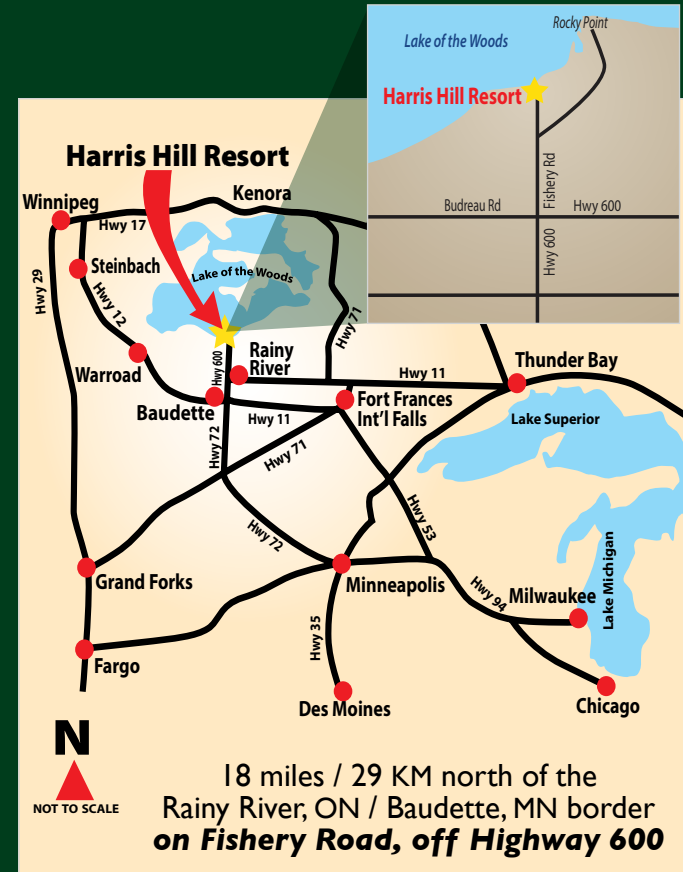 Rocky Point
Lake of the Woods
Harris Hill Resort
Fishery Rd
Budreau Rd
Hwy 600
Hwy 600
Harris Hill Resort
Kenora
Winnipeg
Hwy 17
Steinbach
Lake of the Woods
Hwy 29
Hwy 12
Hwy 71
Warroad
Hwy 600
Rainy
River
Thunder Bay
Hwy 11
Baudette
Fort Frances
Int’l Falls
Hwy 11
Lake Superior
Hwy 72
Hwy 71
Hwy 53
Hwy 72
Grand Forks
Minneapolis
Hwy 94
Milwaukee
Lake Michigan
Hwy 35
Fargo
Des Moines
Chicago
N
NOT TO SCALE
18 miles / 29 KM north of the
Rainy River, ON / Baudette, MN border
on Fishery Road, off Highway 600